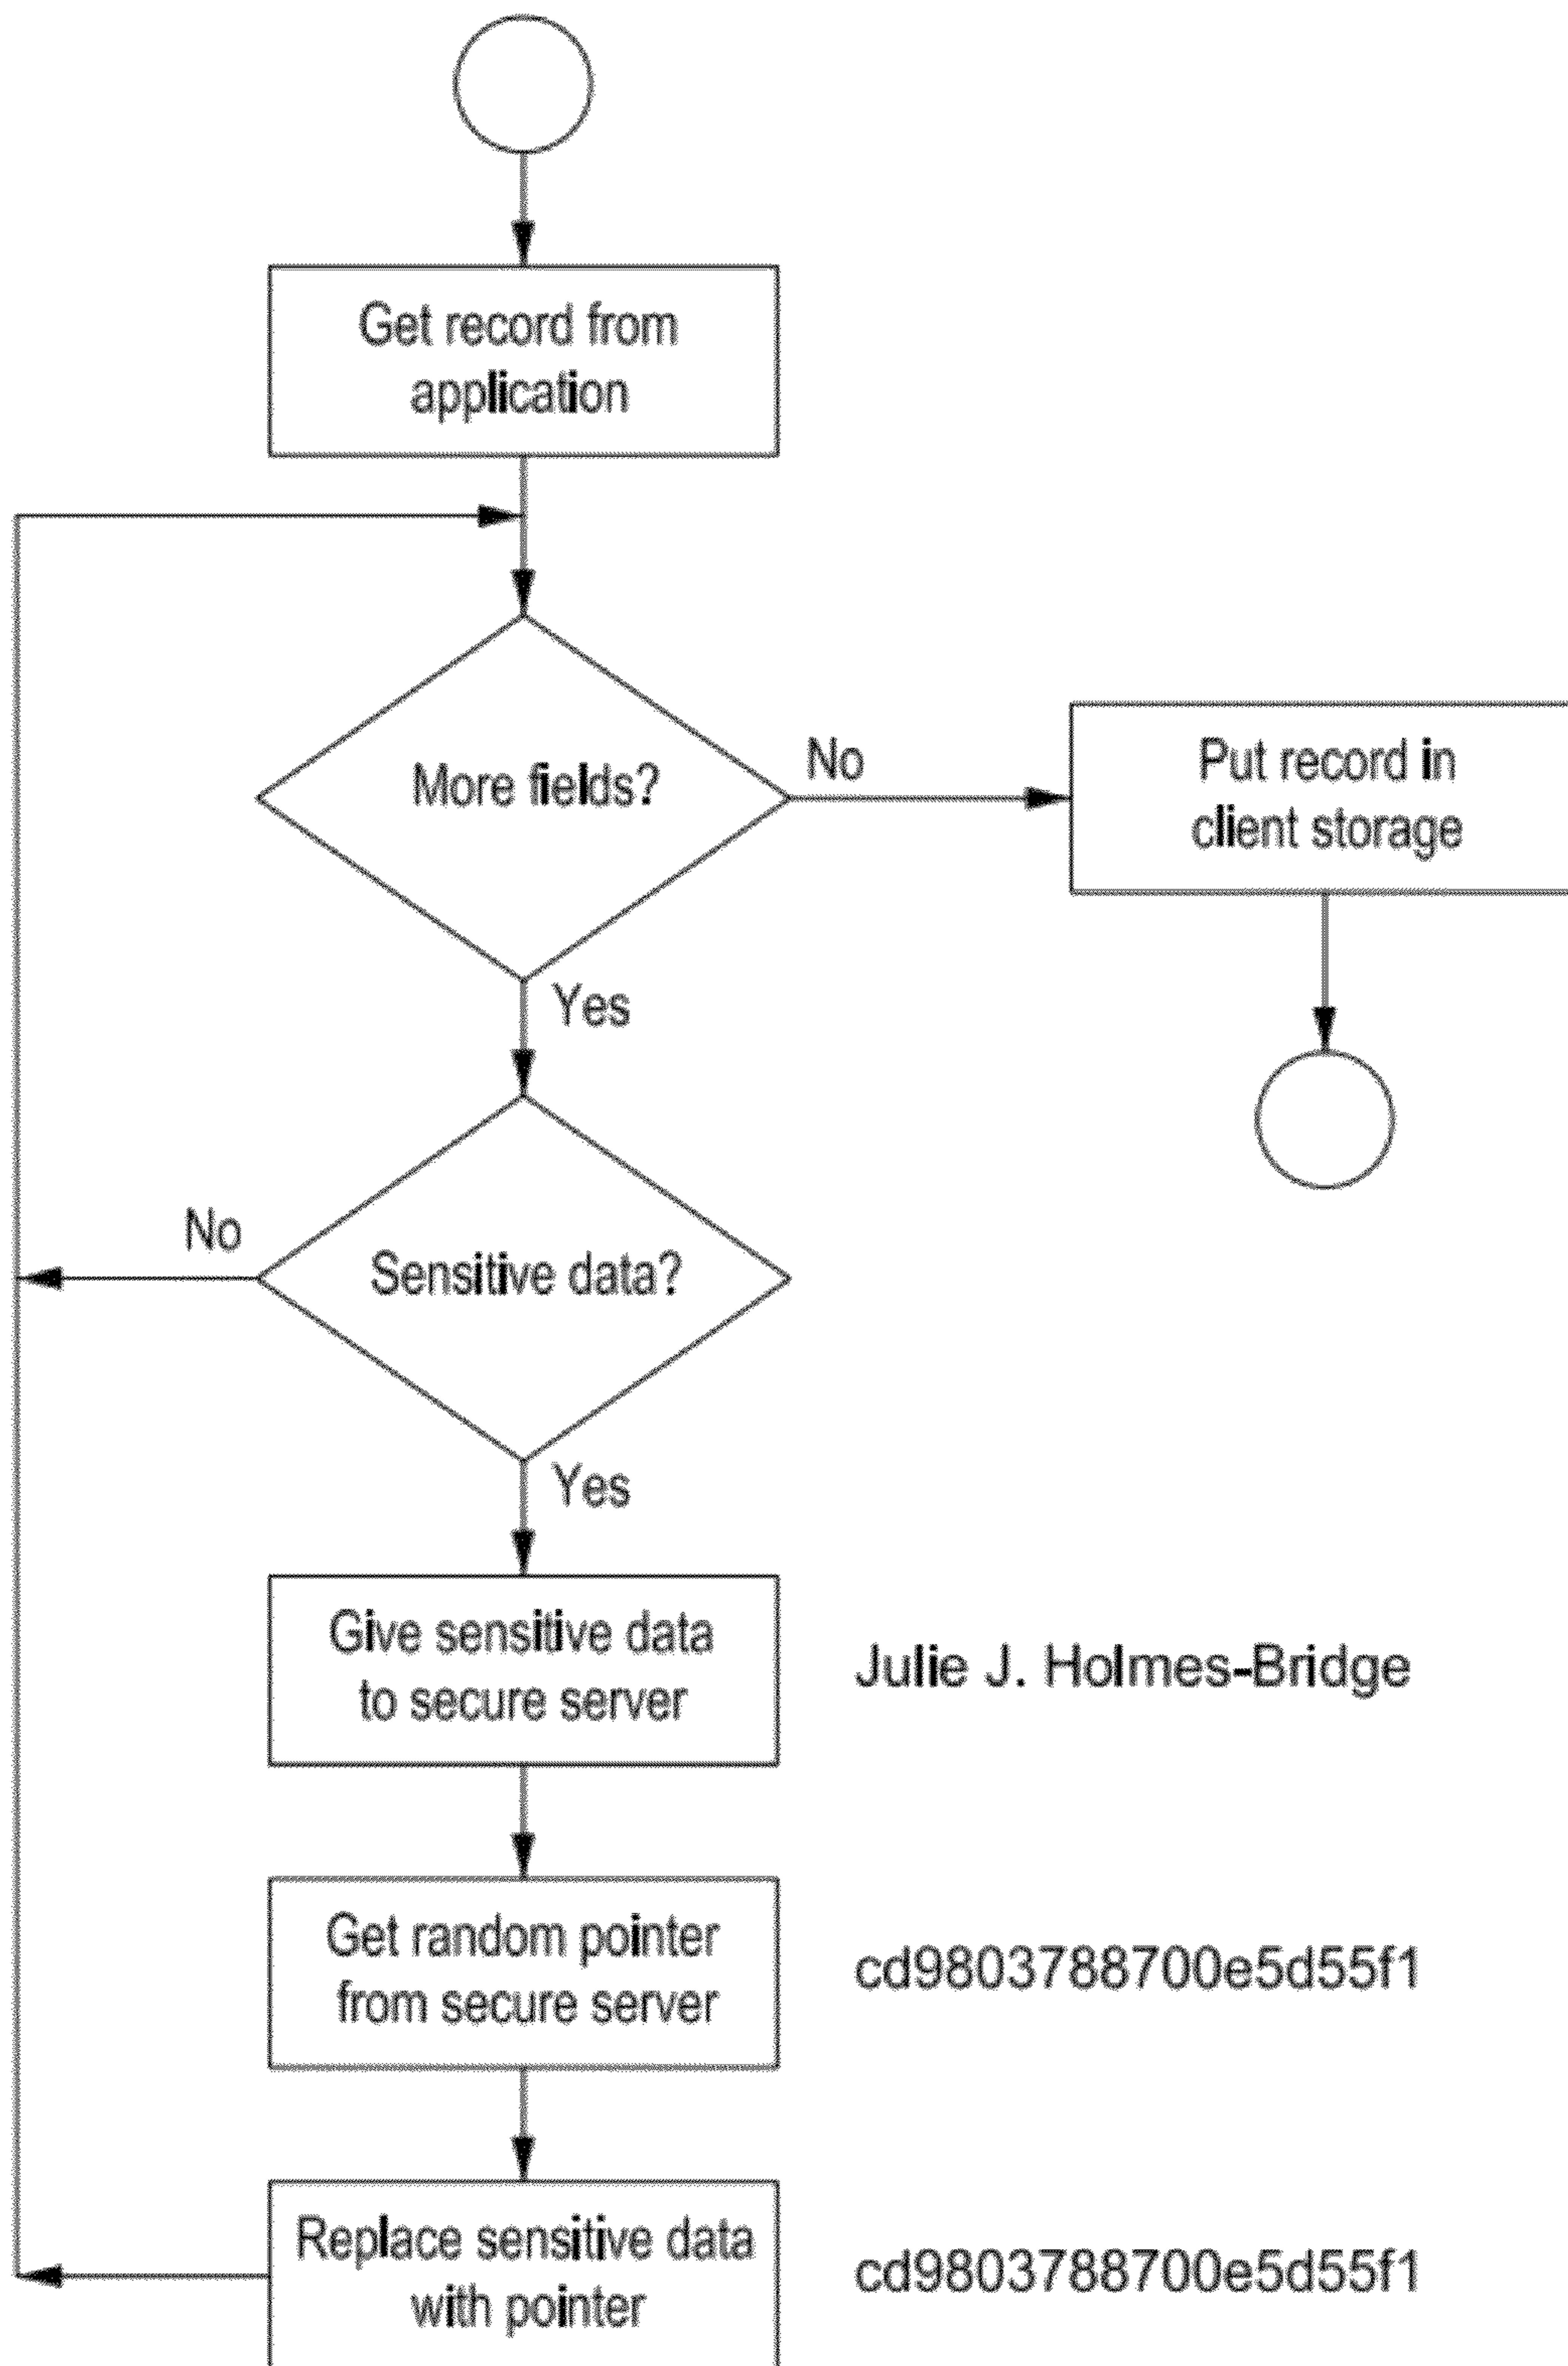 Get record from
application
More fields?
No
Put record in
client storage
Yes
Sensitive data?
No
Yes
Give sensitive data
to secure server
Julie J. Holmes-Bridge
Get random pointer
from secure server
cd9803788700e5d55f1
Replace sensitive data
with pointer
cd9803788700e5d55f1